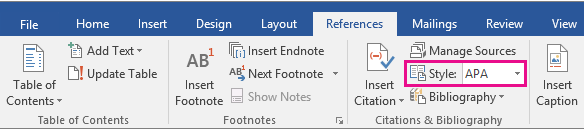 File Home Insert Design Layout References Mailings Review View
Table of Contents
Add Text
Update Table
Table of Contents
AB¹
Insert Footnote
Insert Endnote
AB¹ Next Footnote
Show Notes
Footnotes
Insert Citation
Manage Sources
Style: APA
Bibliography
Citations & Bibliography
Insert Caption